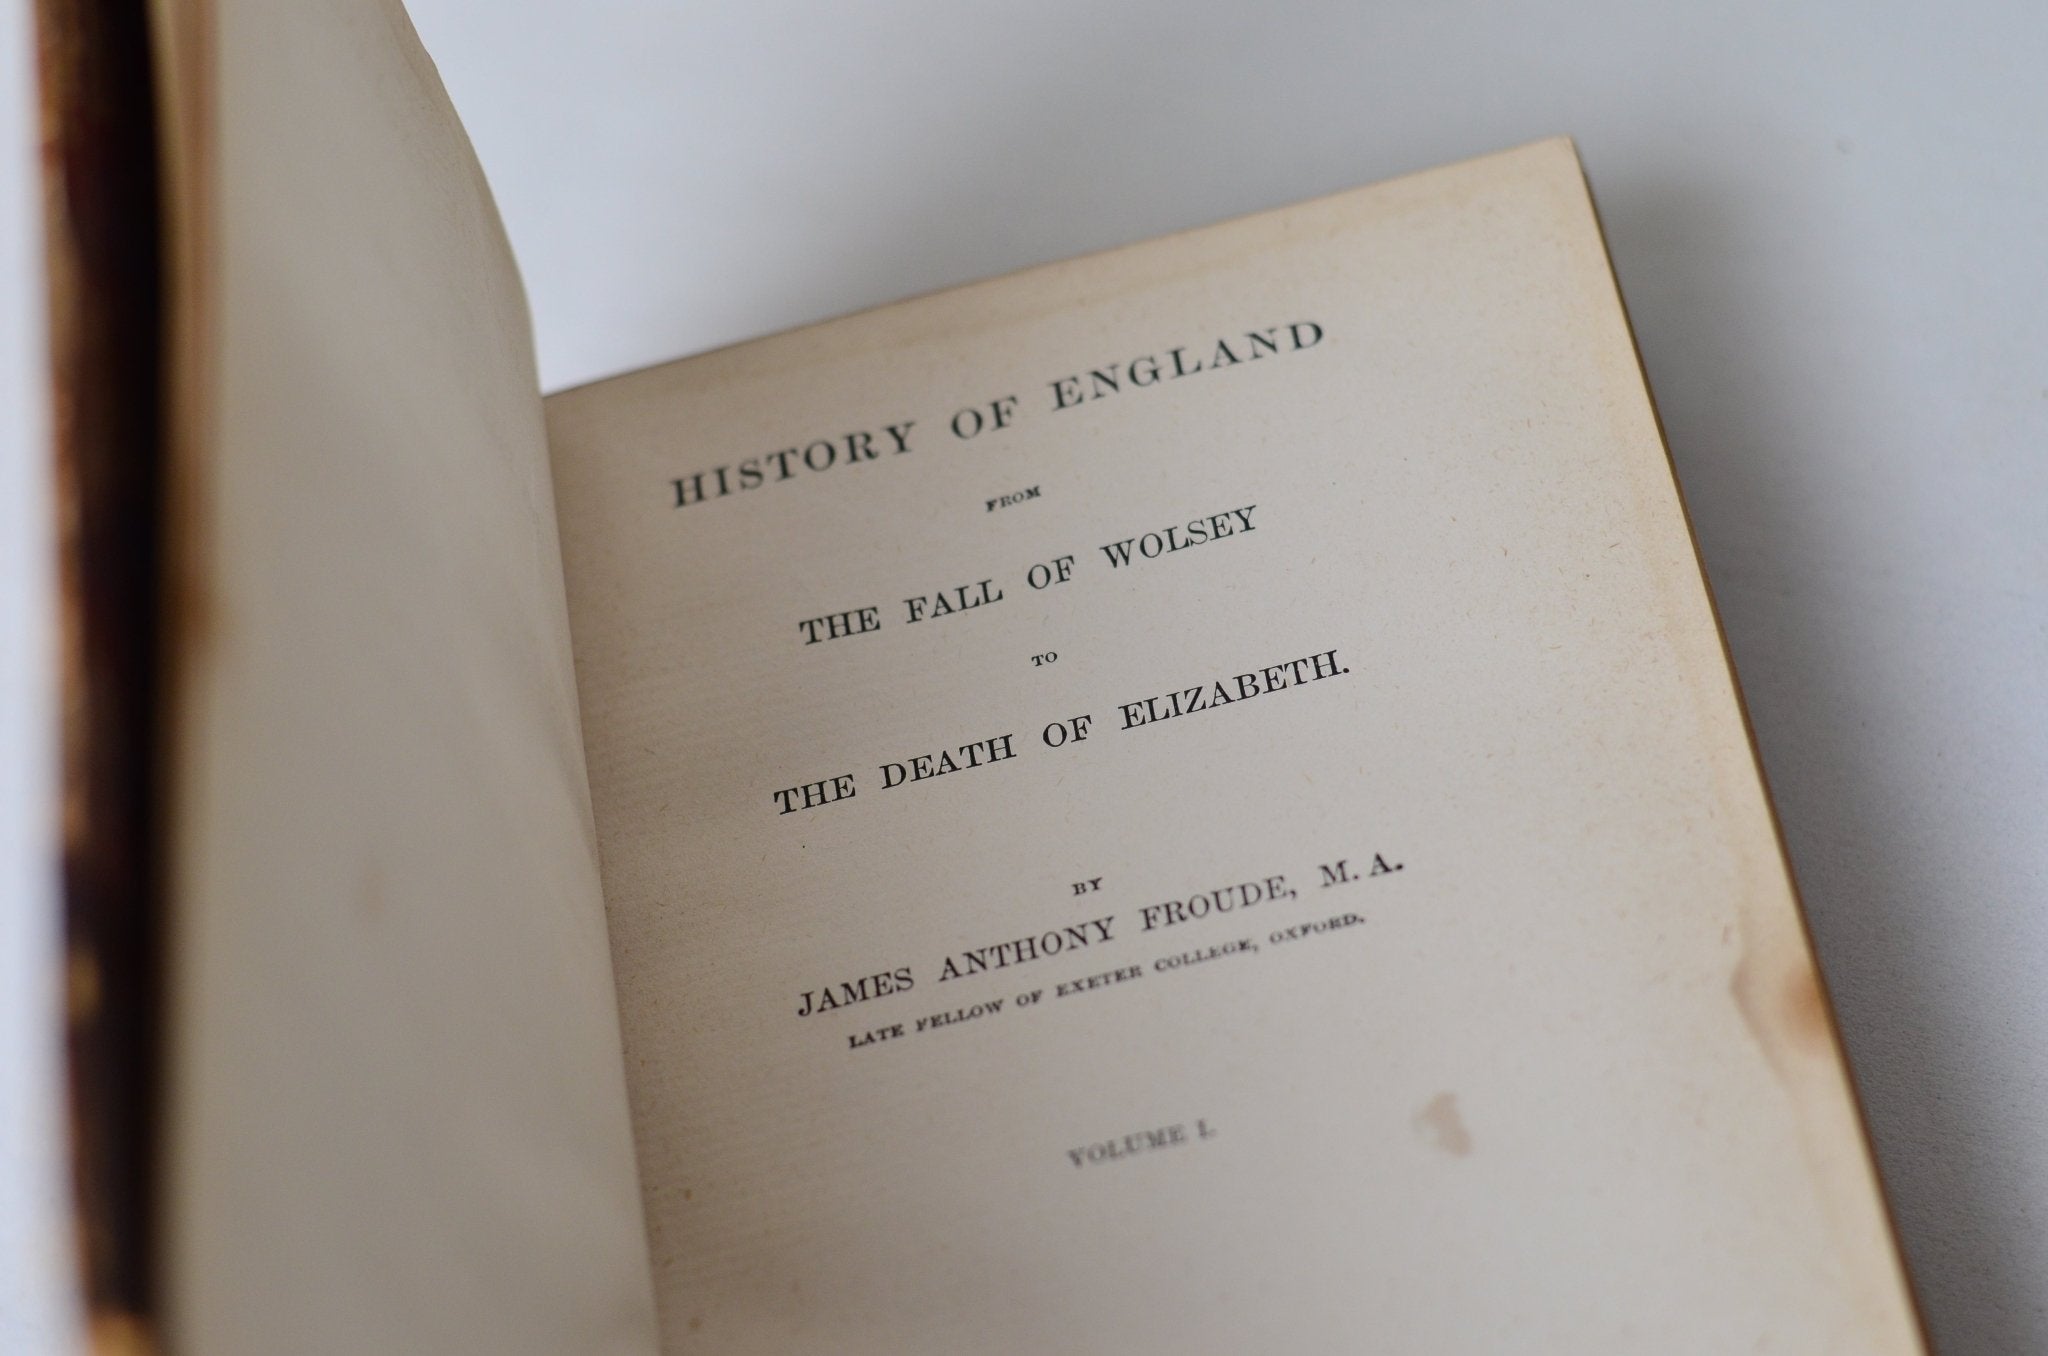 HISTORY OF ENGLAND
FROM
THE FALL OF WOLSEY
TO
THE DEATH OF ELIZABETH.
BY
JAMES ANTHONY FROUDE, M.A.
LATE FELLOW OF EXETER COLLEGE, OXFORD.
VOLUME I.